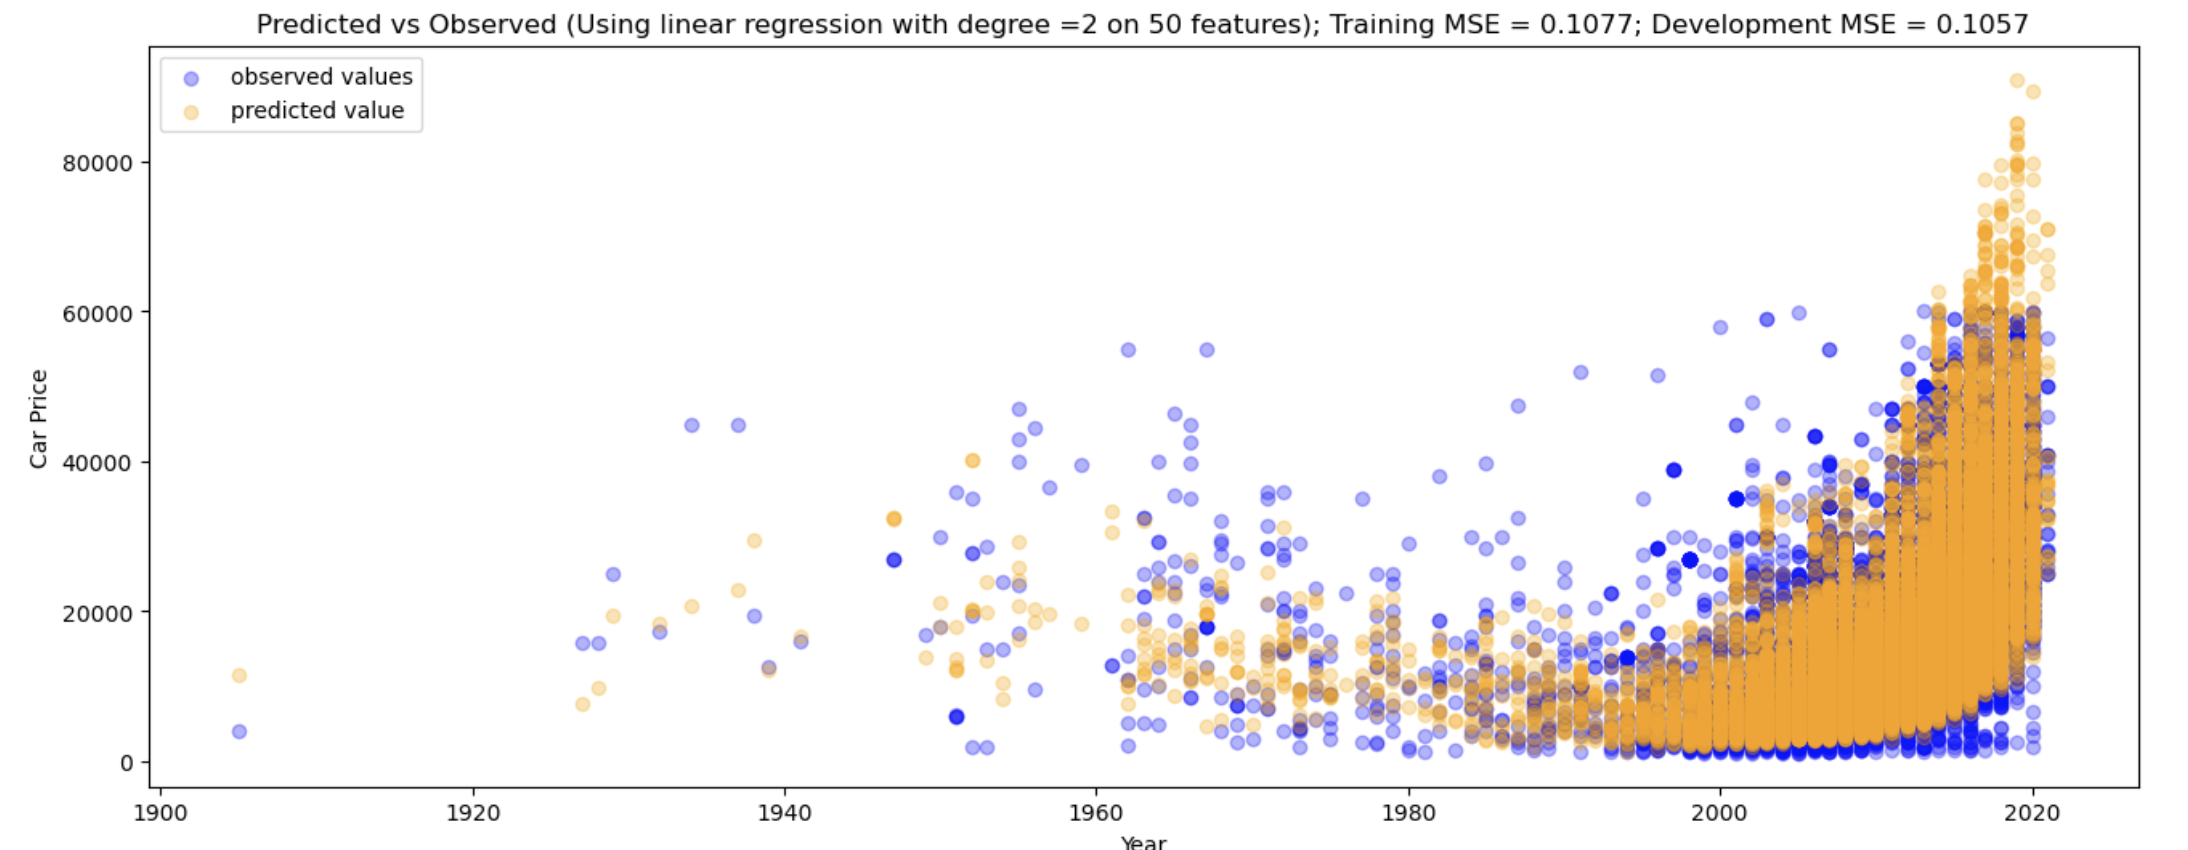 Predicted vs Observed (Using linear regression with degree =2 on 50 features); Training MSE = 0.1077; Development MSE = 0.1057
observed values
predicted value
80000
60000
40000
20000
0
Car Price
1900 1920 1940 1960 1980 2000 2020
Year